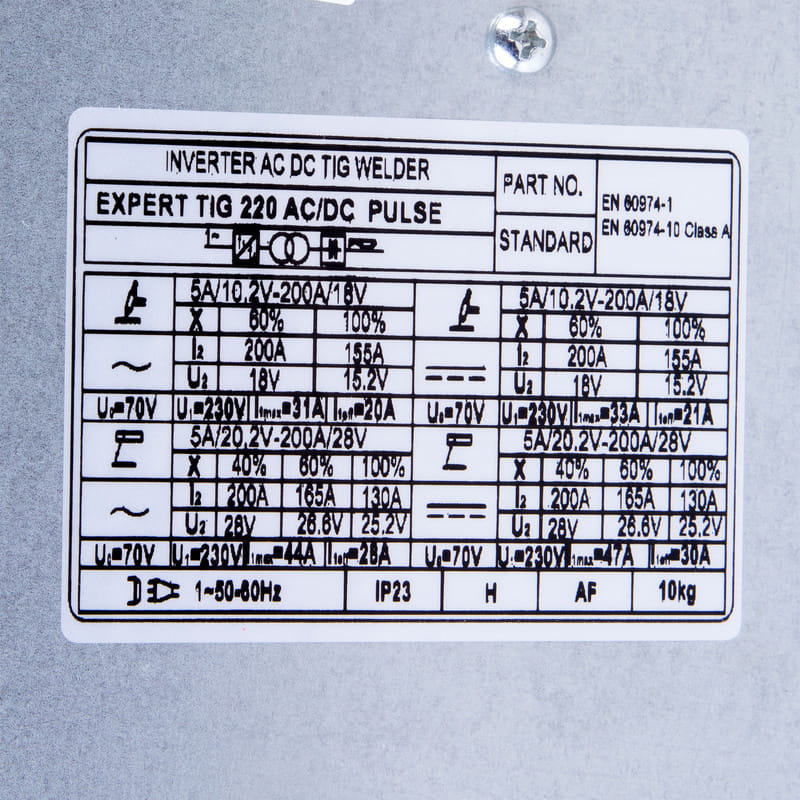 INVERTER AC DC TIG WELDER
EXPERT TIG 220 AC/DC PULSE
PART NO.
STANDARD
EN 60974-1
EN 60974-10 Class A
1~
5A/10.2V-200A/18V
X 60% 100%
I2 200A 155A
U2 18V 15.2V
U0=70V U1=230V I1max=31A I1eff=20A
5A/10.2V-200A/18V
X 60% 100%
I2 200A 155A
U2 18V 15.2V
U0=70V U1=230V I1max=33A I1eff=21A
5A/20.2V-200A/28V
X 40% 60% 100%
I2 200A 165A 130A
U2 28V 26.6V 25.2V
U0=70V U1=230V I1max=44A I1eff=28A
5A/20.2V-200A/28V
X 40% 60% 100%
I2 200A 165A 130A
U2 28V 26.6V 25.2V
U0=70V U1=230V I1max=47A I1eff=30A
1~50-60Hz IP23 H AF 10kg